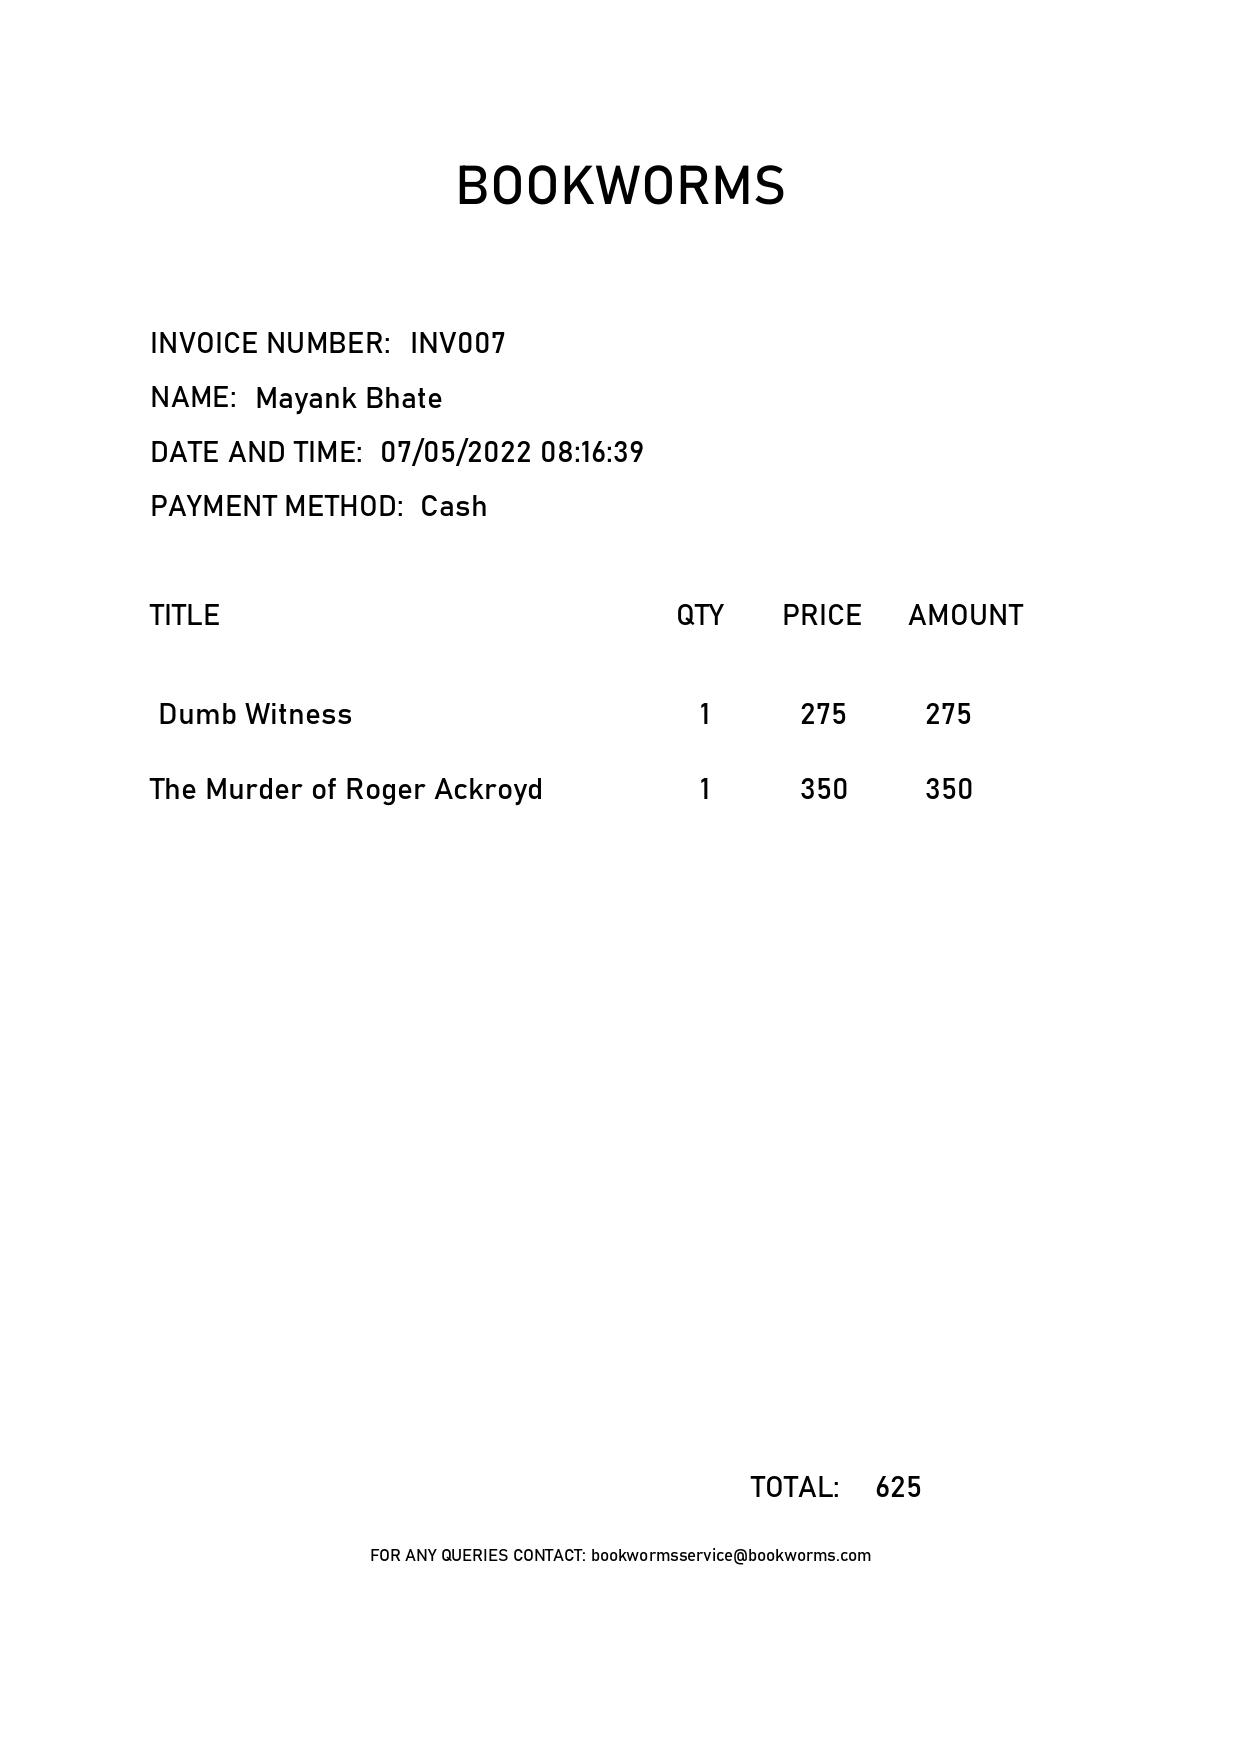 BOOKWORMS
INVOICE NUMBER: INV007
NAME: Mayank Bhate
DATE AND TIME: 07/05/2022 08:16:39
PAYMENT METHOD: Cash
TITLE QTY PRICE AMOUNT
Dumb Witness 1 275 275
The Murder of Roger Ackroyd 1 350 350
TOTAL: 625
FOR ANY QUERIES CONTACT: bookwormsservice@bookworms.com